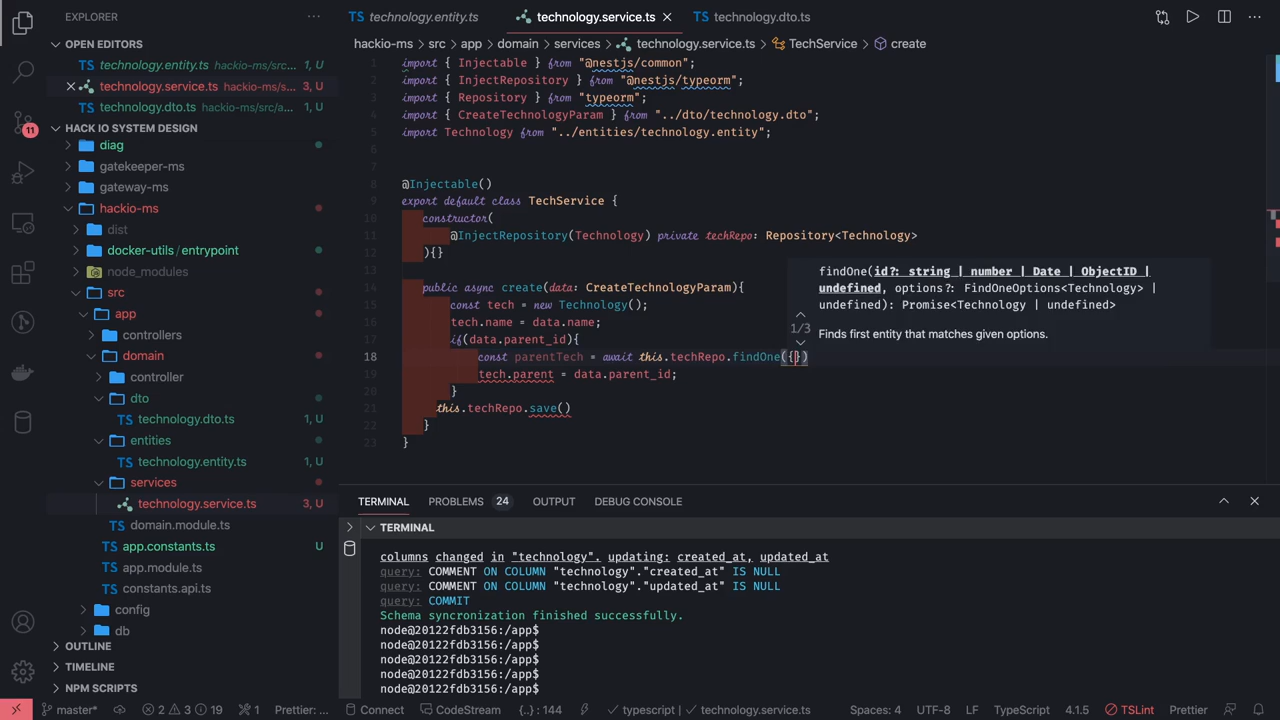 EXPLORER
···
OPEN EDITORS
TS technology.entity.ts hackio-ms/src... 1, U
technology.service.ts hackio-ms/s... 3, U
TS technology.dto.ts hackio-ms/src/a... 1, U
HACK IO SYSTEM DESIGN
diag
gatekeeper-ms
gateway-ms
hackio-ms
dist
docker-utils / entrypoint
node_modules
src
app
controllers
domain
controller
dto
TS technology.dto.ts 1, U
entities
TS technology.entity.ts 1, U
services
technology.service.ts 3, U
TS domain.module.ts
TS app.constants.ts U
TS app.module.ts
TS constants.api.ts
config
db
OUTLINE
TIMELINE
NPM SCRIPTS
11
TS technology.entity.ts
technology.service.ts
TS technology.dto.ts
hackio-ms > src > app > domain > services > technology.service.ts > TechService > create
1 import { Injectable } from "@nestjs/common";
2 import { InjectRepository } from "@nestjs/typeorm";
3 import { Repository } from "typeorm";
4 import { CreateTechnologyParam } from "../dto/technology.dto";
5 import Technology from "../entities/technology.entity";
6
7
8 @Injectable()
9 export default class TechService {
10 constructor(
11 @InjectRepository(Technology) private techRepo: Repository<Technology>
12 ){}
13
14 public async create(data: CreateTechnologyParam){
15 const tech = new Technology();
16 tech.name = data.name;
17 if(data.parent_id){
18 const parentTech = await this.techRepo.findOne({})
19 tech.parent = data.parent_id;
20 }
21 this.techRepo.save()
22 }
23 }
1/3
findOne(id?: string | number | Date | ObjectID |
undefined, options?: FindOneOptions<Technology> |
undefined): Promise<Technology | undefined>
Finds first entity that matches given options.
TERMINAL PROBLEMS 24 OUTPUT DEBUG CONSOLE
TERMINAL
columns changed in "technology". updating: created_at, updated_at
query: COMMENT ON COLUMN "technology"."created_at" IS NULL
query: COMMENT ON COLUMN "technology"."updated_at" IS NULL
query: COMMIT
Schema syncronization finished successfully.
node@20122fdb3156:/app$
node@20122fdb3156:/app$
node@20122fdb3156:/app$
node@20122fdb3156:/app$
node@20122fdb3156:/app$
master* 2 3 19 1 Prettier: ... Connect CodeStream {..} : 144 typescript | technology.service.ts Spaces: 4 UTF-8 LF TypeScript 4.1.5 TSLint Prettier